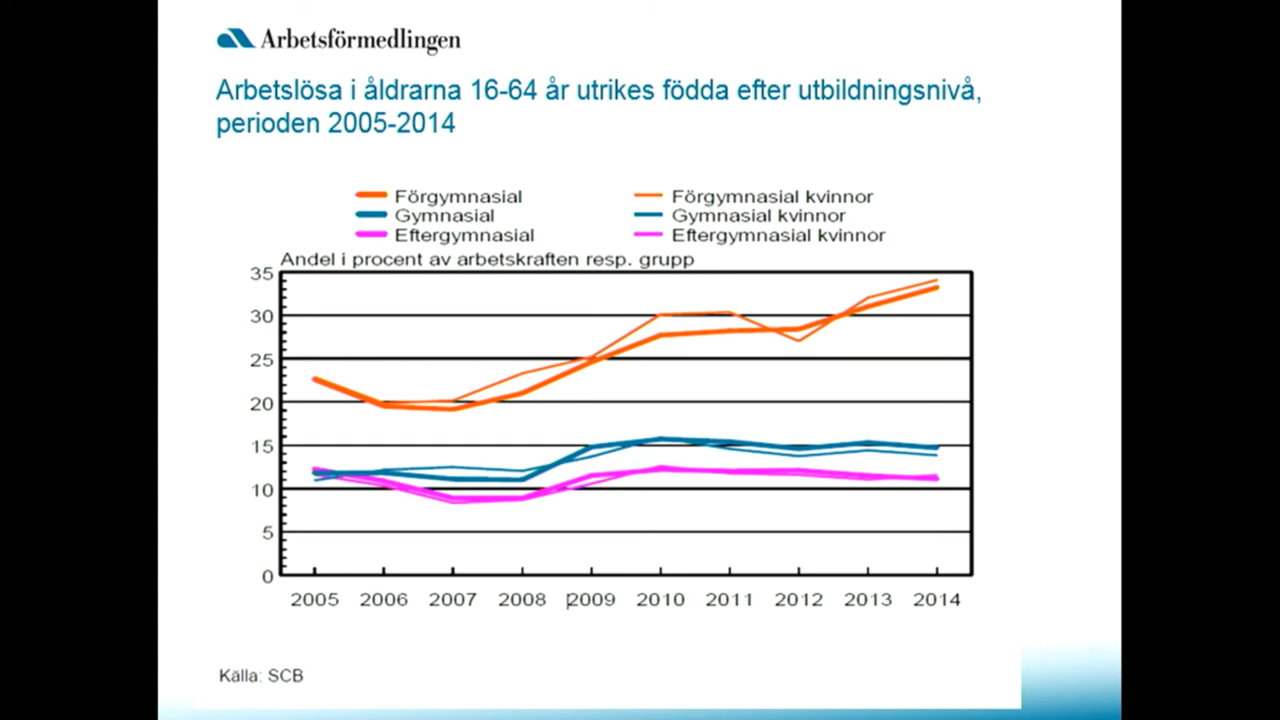 Arbetsförmedlingen
Arbetslösa i åldrarna 16-64 år utrikes födda efter utbildningsnivå,
perioden 2005-2014
Förgymnasial
Förgymnasial kvinnor
Gymnasial
Gymnasial kvinnor
Eftergymnasial
Eftergymnasial kvinnor
Andel i procent av arbetskraften resp. grupp
35
30
25
20
15
10
5
0
2005 2006 2007 2008 2009 2010 2011 2012 2013 2014
Källa: SCB